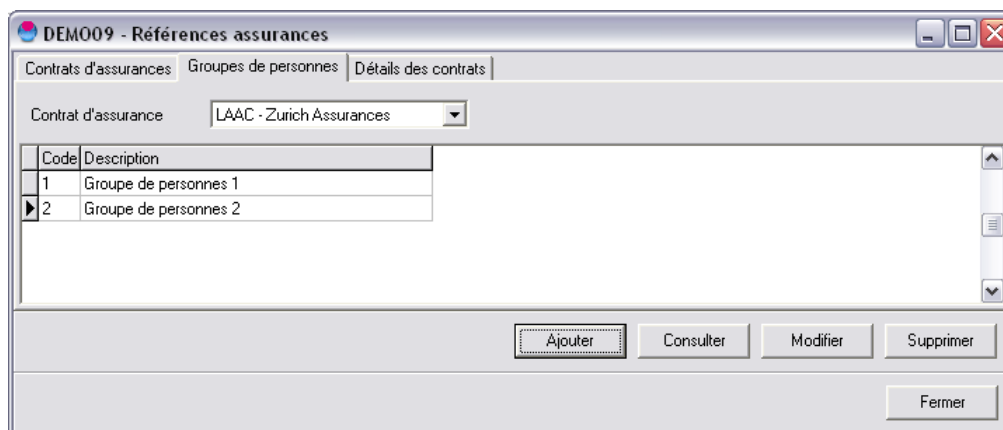 DEMO09 - Références assurances
Contrats d'assurances Groupes de personnes Détails des contrats
Contrat d'assurance LAAC - Zurich Assurances
Code Description
1 Groupe de personnes 1
2 Groupe de personnes 2
Ajouter Consulter Modifier Supprimer
Fermer